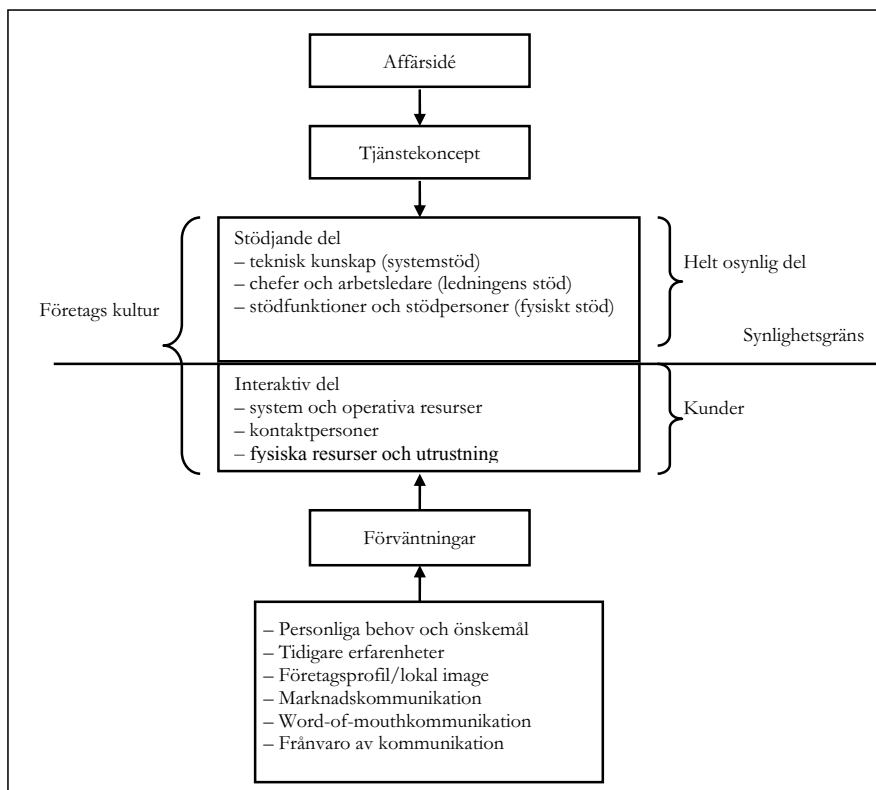 Affärsidé
Tjänstekoncept
Stödjande del
– teknisk kunskap (systemstöd)
– chefer och arbetsledare (ledningens stöd)
– stödfunktioner och stödpersoner (fysiskt stöd)
Helt osynlig del
Företags kultur
Synlighetsgräns
Interaktiv del
– system och operativa resurser
– kontaktpersoner
– fysiska resurser och utrustning
Kunder
Förväntningar
– Personliga behov och önskemål
– Tidigare erfarenheter
– Företagsprofil/lokal image
– Marknadskommunikation
– Word-of-mouthkommunikation
– Frånvaro av kommunikation